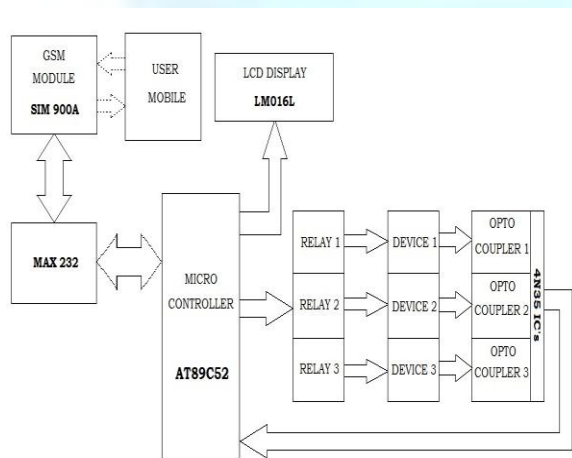 GSM
MODULE
SIM 900A
USER
MOBILE
LCD DISPLAY
LM016L
MAX 232
MICRO
CONTROLLER
AT89C52
RELAY 1
DEVICE 1
OPTO
COUPLER 1
RELAY 2
DEVICE 2
OPTO
COUPLER 2
RELAY 3
DEVICE 3
OPTO
COUPLER 3
4N35 IC's